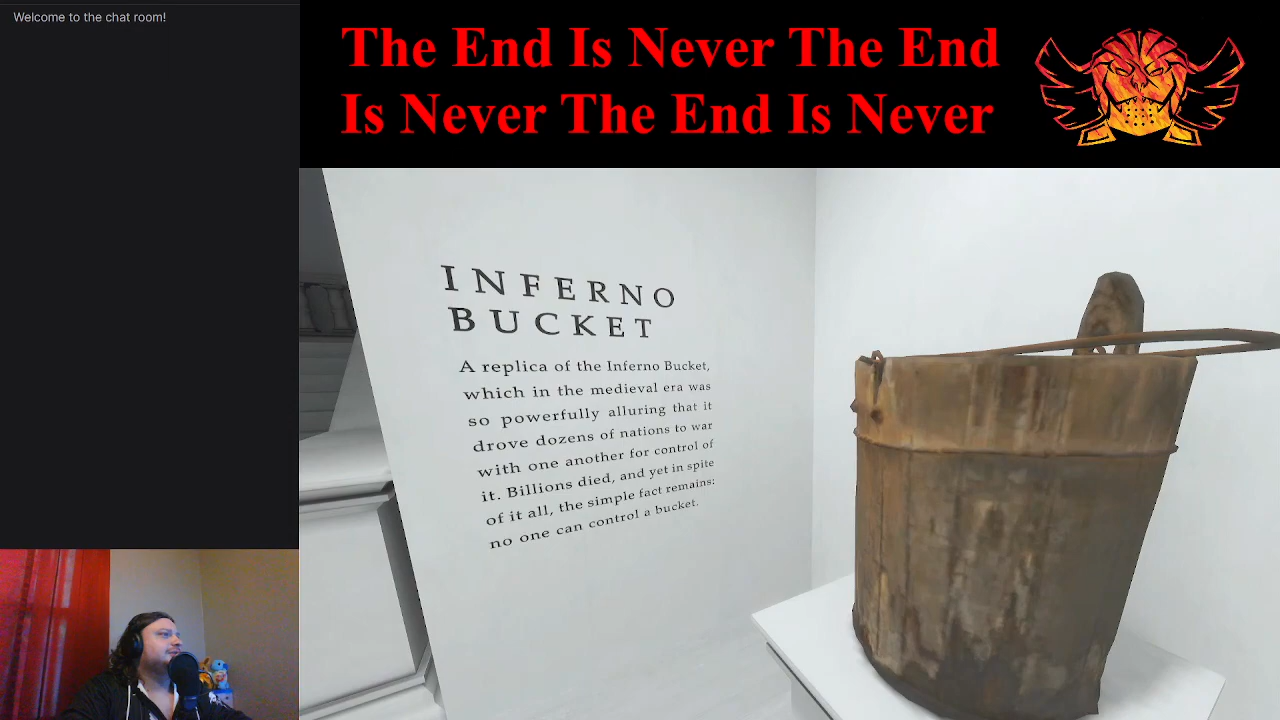 Welcome to the chat room!
The End Is Never The End
Is Never The End Is Never
INFERNO
BUCKET
A replica of the Inferno Bucket,
which in the medieval era was
so powerfully alluring that it
drove dozens of nations to war
with one another for control of
it. Billions died, and yet in spite
of it all, the simple fact remains:
no one can control a bucket.